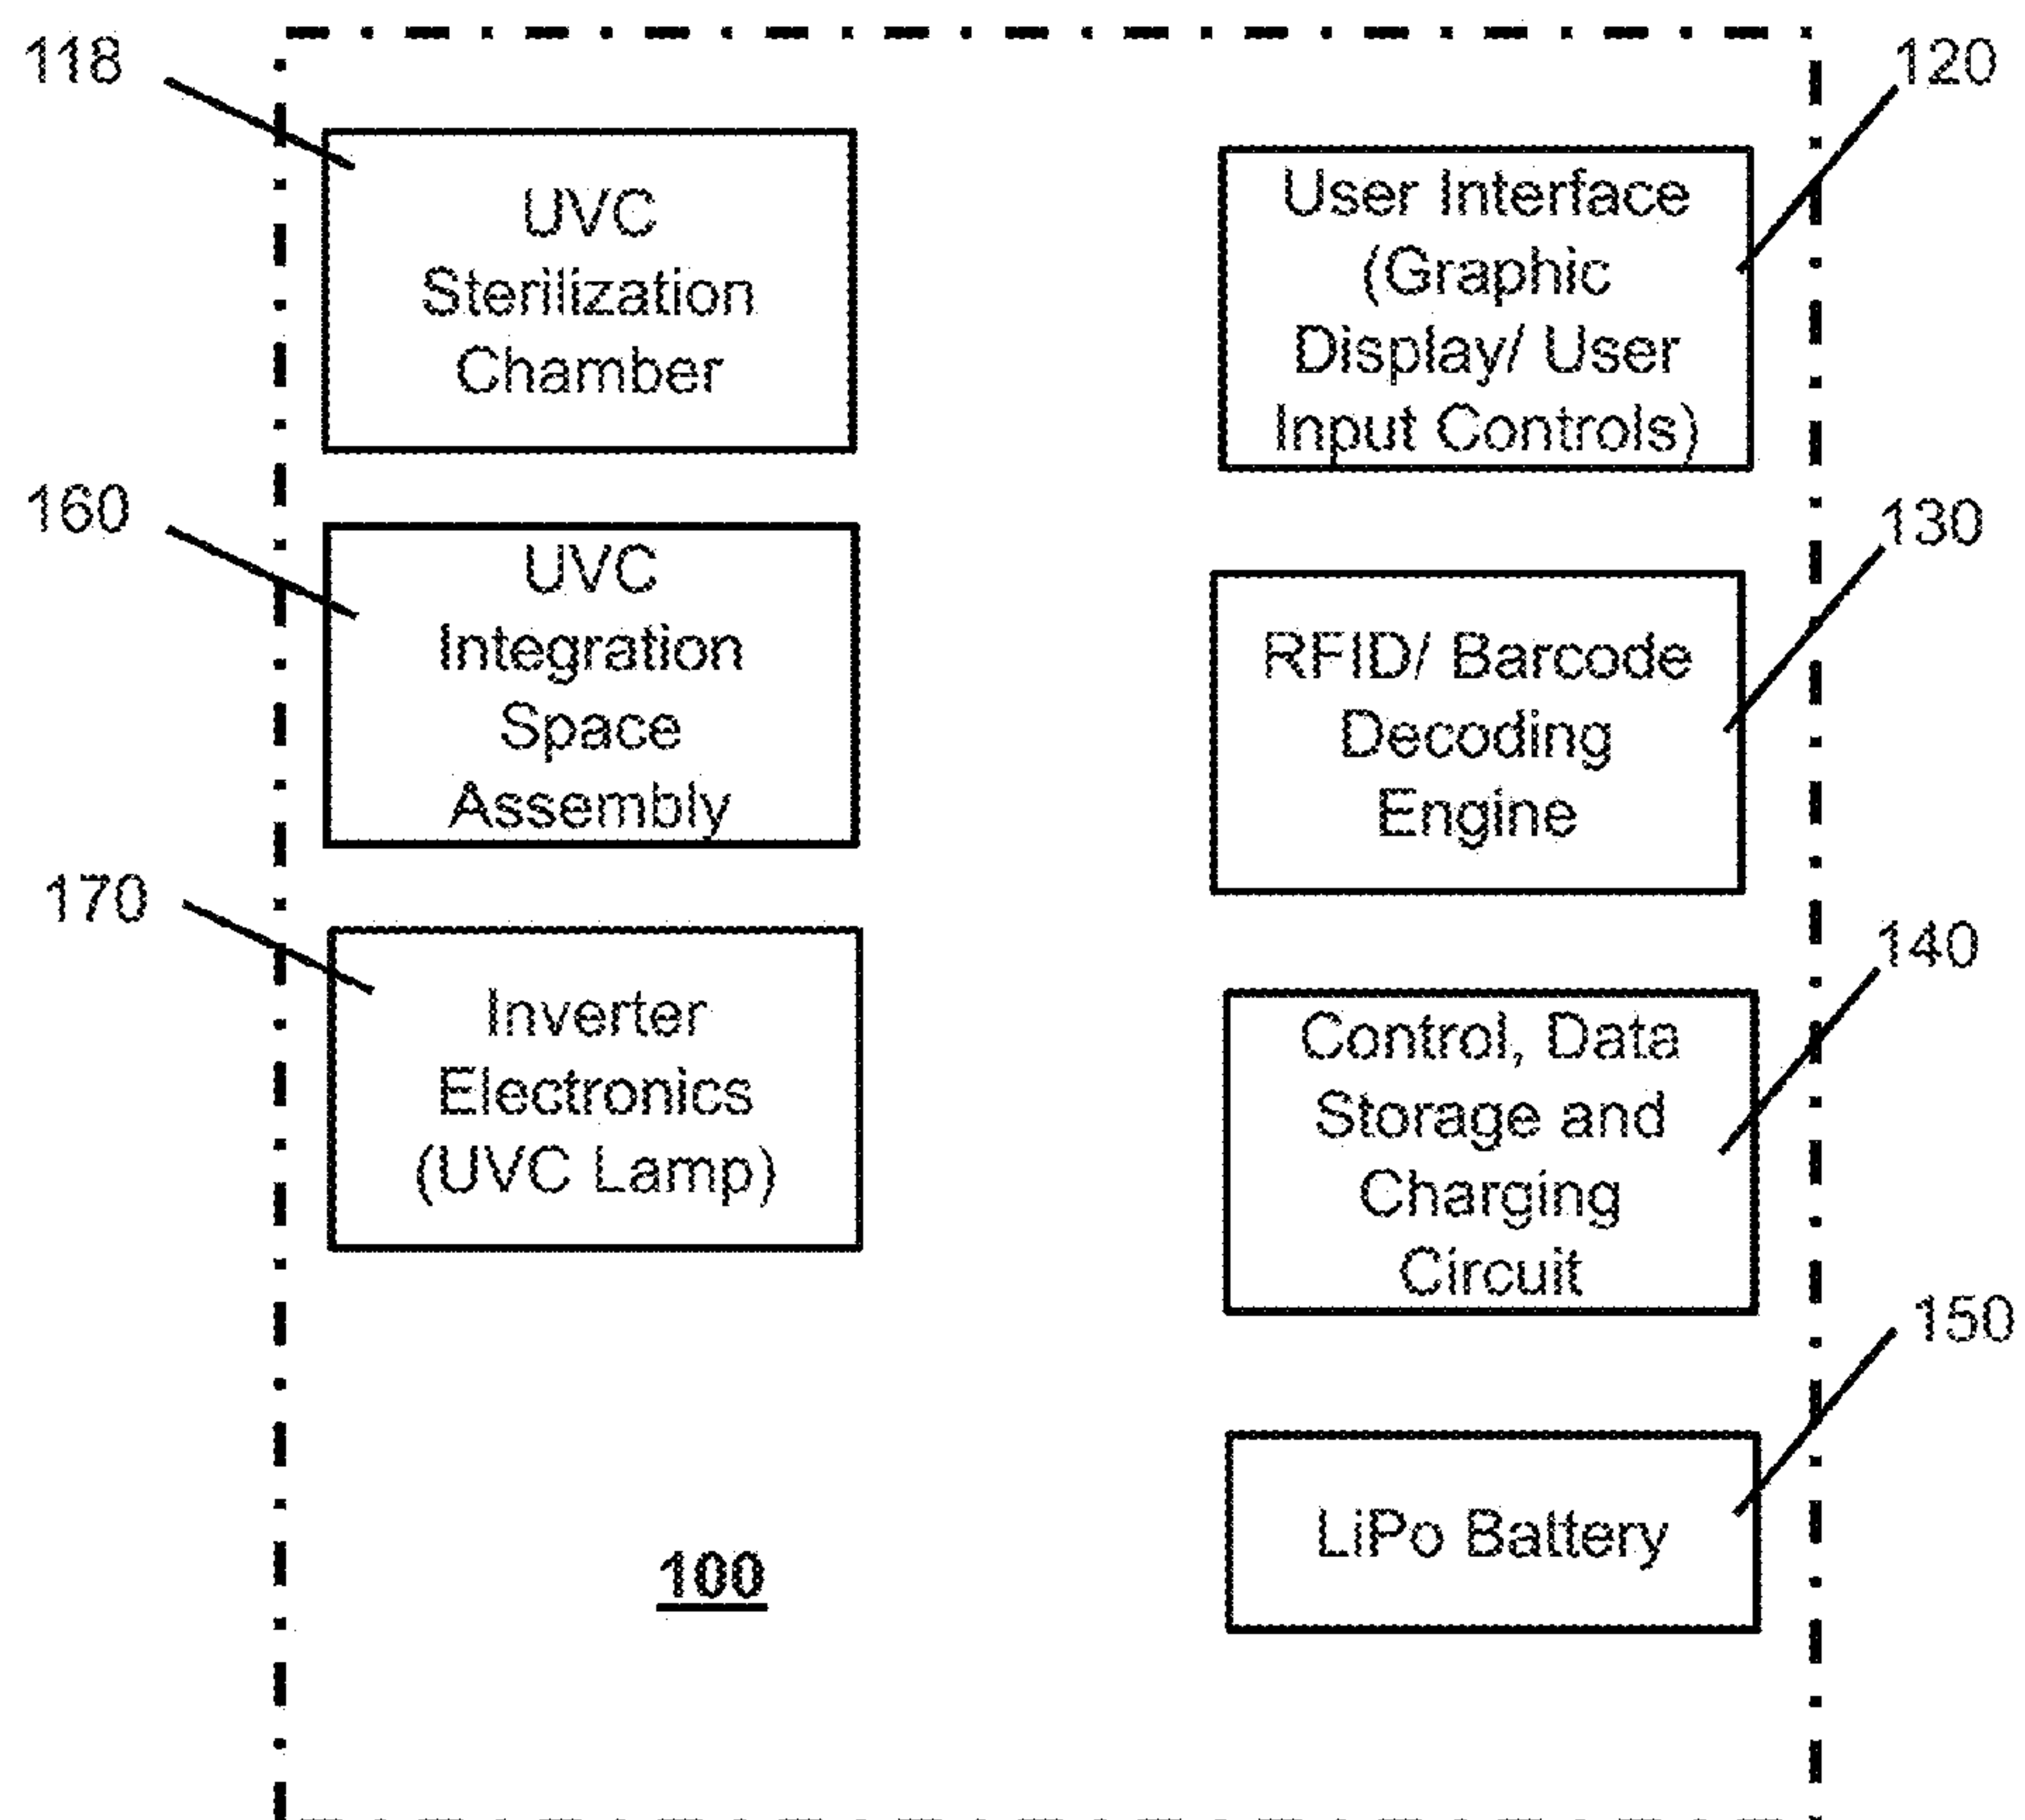 118
UVC
Sterilization
Chamber
160
UVC
Integration
Space
Assembly
170
Inverter
Electronics
(UVC Lamp)
100
120
User Interface
(Graphic
Display/ User
Input Controls)
130
RFID/ Barcode
Decoding
Engine
140
Control, Data
Storage and
Charging
Circuit
150
LiPo Battery